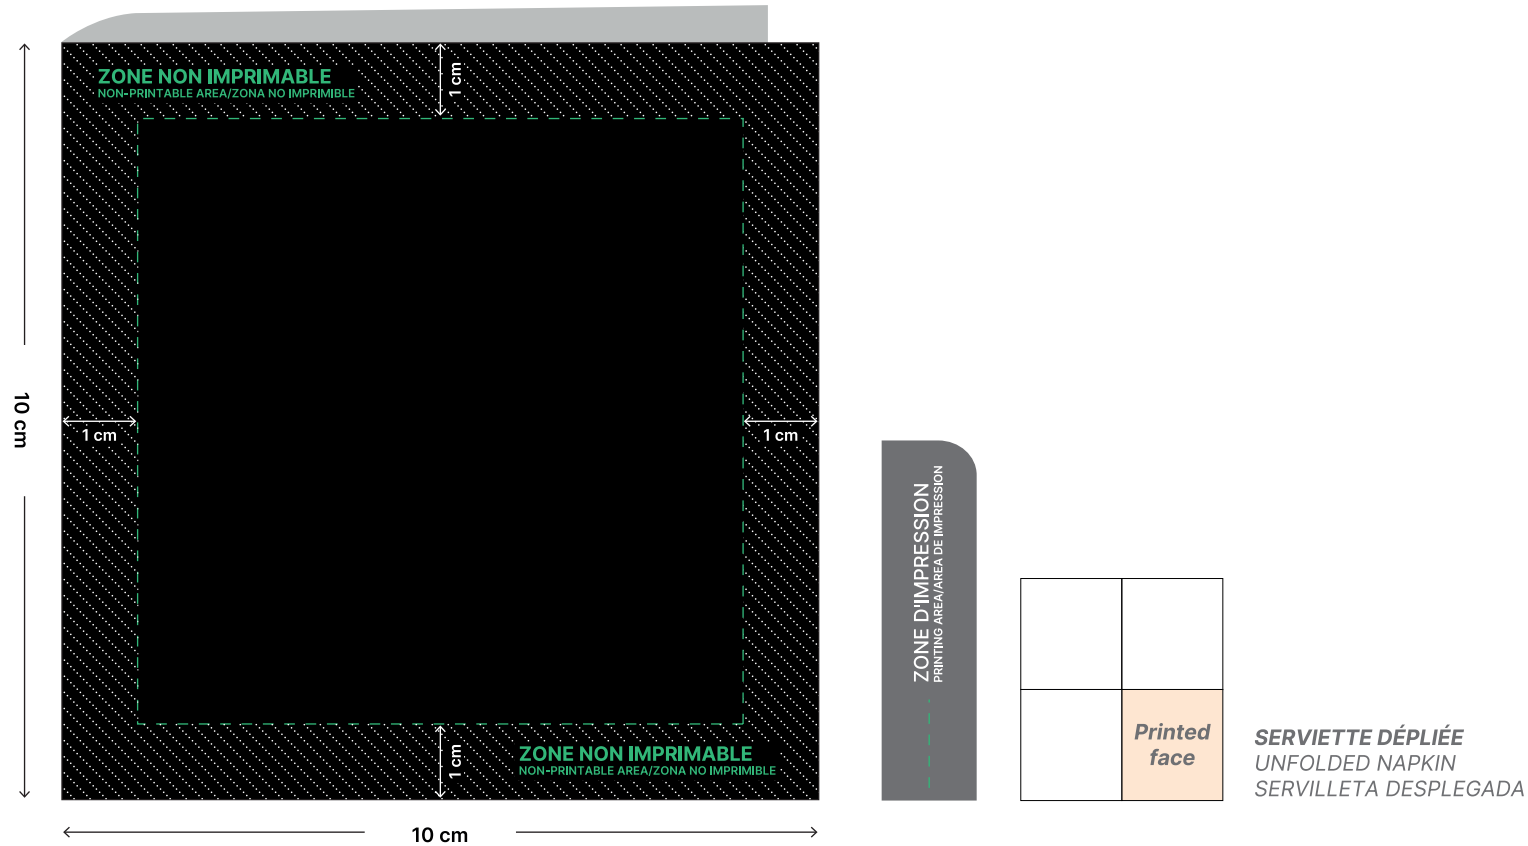 ZONE NON IMPRIMABLE
NON-PRINTABLE AREA/ZONA NO IMPRIMIBLE
1 cm
10 cm
1 cm
1 cm
ZONE D'IMPRESSION
PRINTING AREA/AREA DE IMPRESSION
Printed
face
SERVIETTE DÉPLIÉE
UNFOLDED NAPKIN
SERVILLETA DESPLEGADA
1 cm
ZONE NON IMPRIMABLE
NON-PRINTABLE AREA/ZONA NO IMPRIMIBLE
10 cm